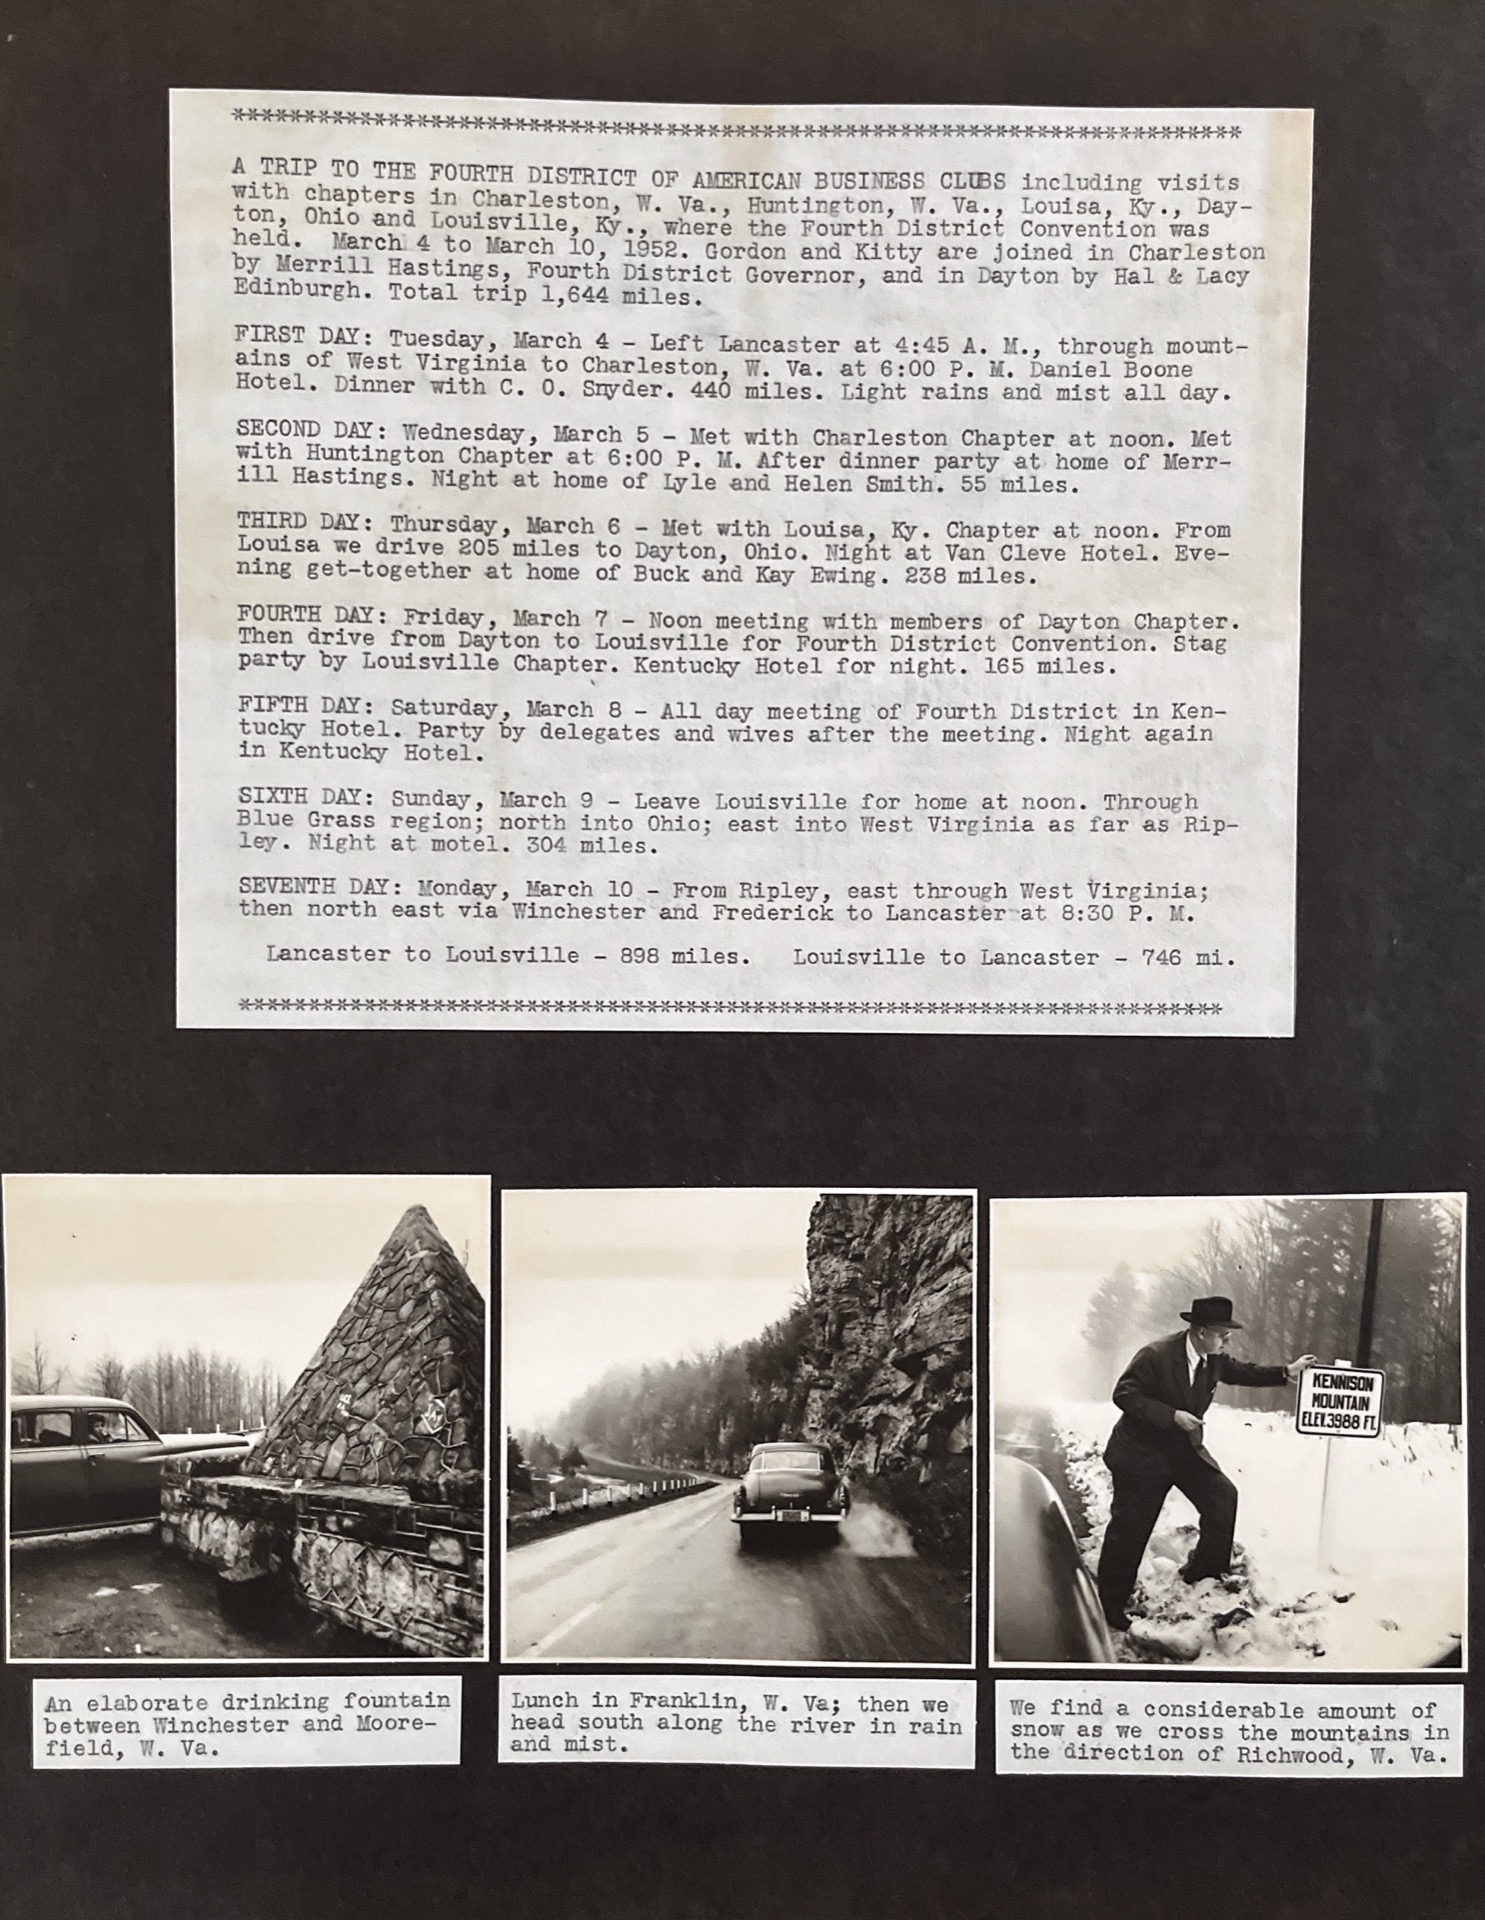 ********************************************************************************
A TRIP TO THE FOURTH DISTRICT OF AMERICAN BUSINESS CLUBS including visits
with chapters in Charleston, W. Va., Huntington, W. Va., Louisa, Ky., Day-
ton, Ohio and Louisville, Ky., where the Fourth District Convention was
held. March 4 to March 10, 1952. Gordon and Kitty are joined in Charleston
by Merrill Hastings, Fourth District Governor, and in Dayton by Hal & Lacy
Edinburgh. Total trip 1,644 miles.
FIRST DAY: Tuesday, March 4 - Left Lancaster at 4:45 A. M., through mount-
ains of West Virginia to Charleston, W. Va. at 6:00 P. M. Daniel Boone
Hotel. Dinner with C. O. Snyder. 440 miles. Light rains and mist all day.
SECOND DAY: Wednesday, March 5 - Met with Charleston Chapter at noon. Met
with Huntington Chapter at 6:00 P. M. After dinner party at home of Merr-
ill Hastings. Night at home of Lyle and Helen Smith. 55 miles.
THIRD DAY: Thursday, March 6 - Met with Louisa, Ky. Chapter at noon. From
Louisa we drive 205 miles to Dayton, Ohio. Night at Van Cleve Hotel. Eve-
ning get-together at home of Buck and Kay Ewing. 238 miles.
FOURTH DAY: Friday, March 7 - Noon meeting with members of Dayton Chapter.
Then drive from Dayton to Louisville for Fourth District Convention. Stag
party by Louisville Chapter. Kentucky Hotel for night. 165 miles.
FIFTH DAY: Saturday, March 8 - All day meeting of Fourth District in Ken-
tucky Hotel. Party by delegates and wives after the meeting. Night again
in Kentucky Hotel.
SIXTH DAY: Sunday, March 9 - Leave Louisville for home at noon. Through
Blue Grass region; north into Ohio; east into West Virginia as far as Rip-
ley. Night at motel. 304 miles.
SEVENTH DAY: Monday, March 10 - From Ripley, east through West Virginia;
then north east via Winchester and Frederick to Lancaster at 8:30 P. M.
Lancaster to Louisville - 898 miles. Louisville to Lancaster - 746 mi.
********************************************************************************
KENNISON
MOUNTAIN
ELEV. 3988 FT.
An elaborate drinking fountain
between Winchester and Moore-
field, W. Va.
Lunch in Franklin, W. Va; then we
head south along the river in rain
and mist.
We find a considerable amount of
snow as we cross the mountains in
the direction of Richwood, W. Va.